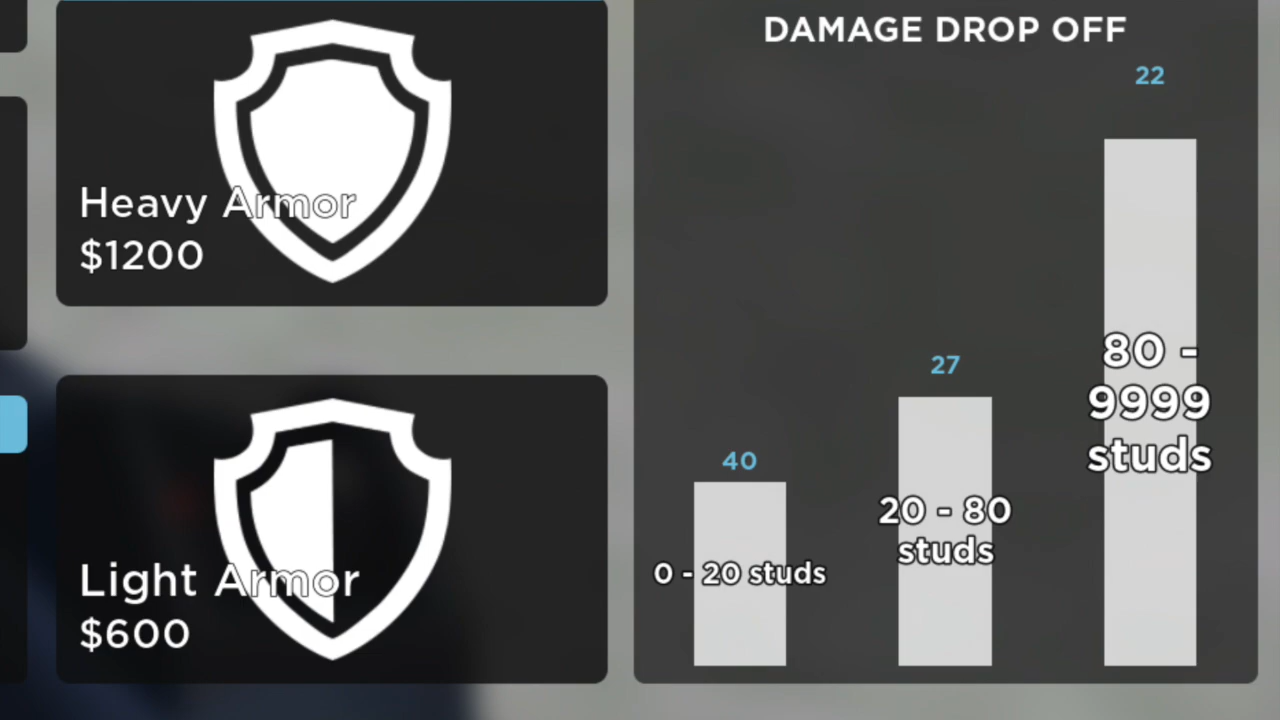 Heavy Armor
$1200
Light Armor
$600
DAMAGE DROP OFF
22
80 -
9999
studs
27
20 - 80
studs
40
0 - 20 studs